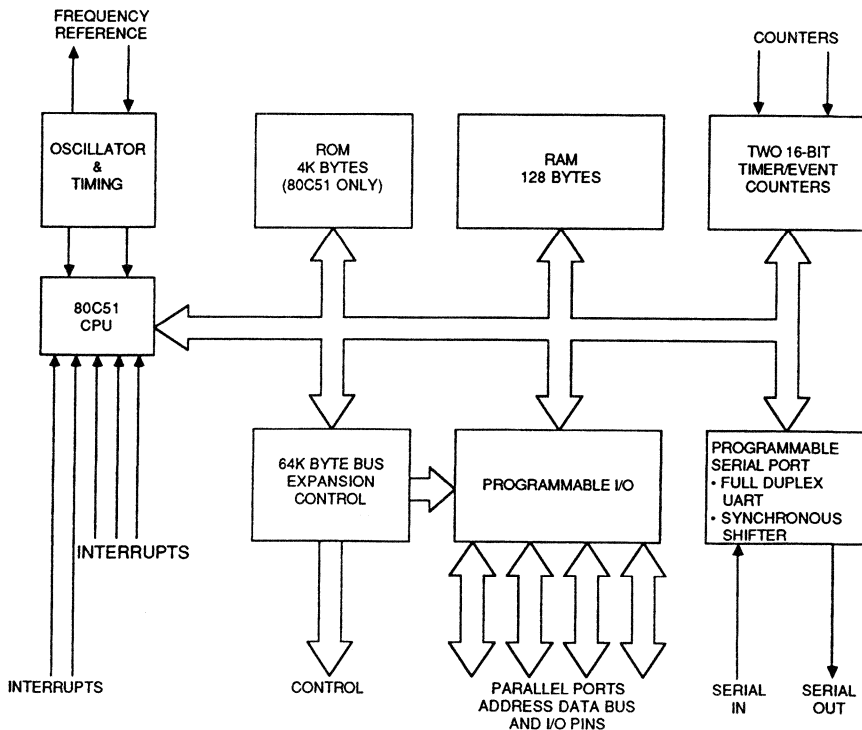 FREQUENCY
REFERENCE
COUNTERS
OSCILLATOR
&
TIMING
ROM
4K BYTES
(80C51 ONLY)
RAM
128 BYTES
TWO 16-BIT
TIMER/EVENT
COUNTERS
80C51
CPU
64K BYTE BUS
EXPANSION
CONTROL
PROGRAMMABLE I/O
PROGRAMMABLE
SERIAL PORT
• FULL DUPLEX
UART
• SYNCHRONOUS
SHIFTER
INTERRUPTS
INTERRUPTS
CONTROL
PARALLEL PORTS
ADDRESS DATA BUS
AND I/O PINS
SERIAL
IN
SERIAL
OUT